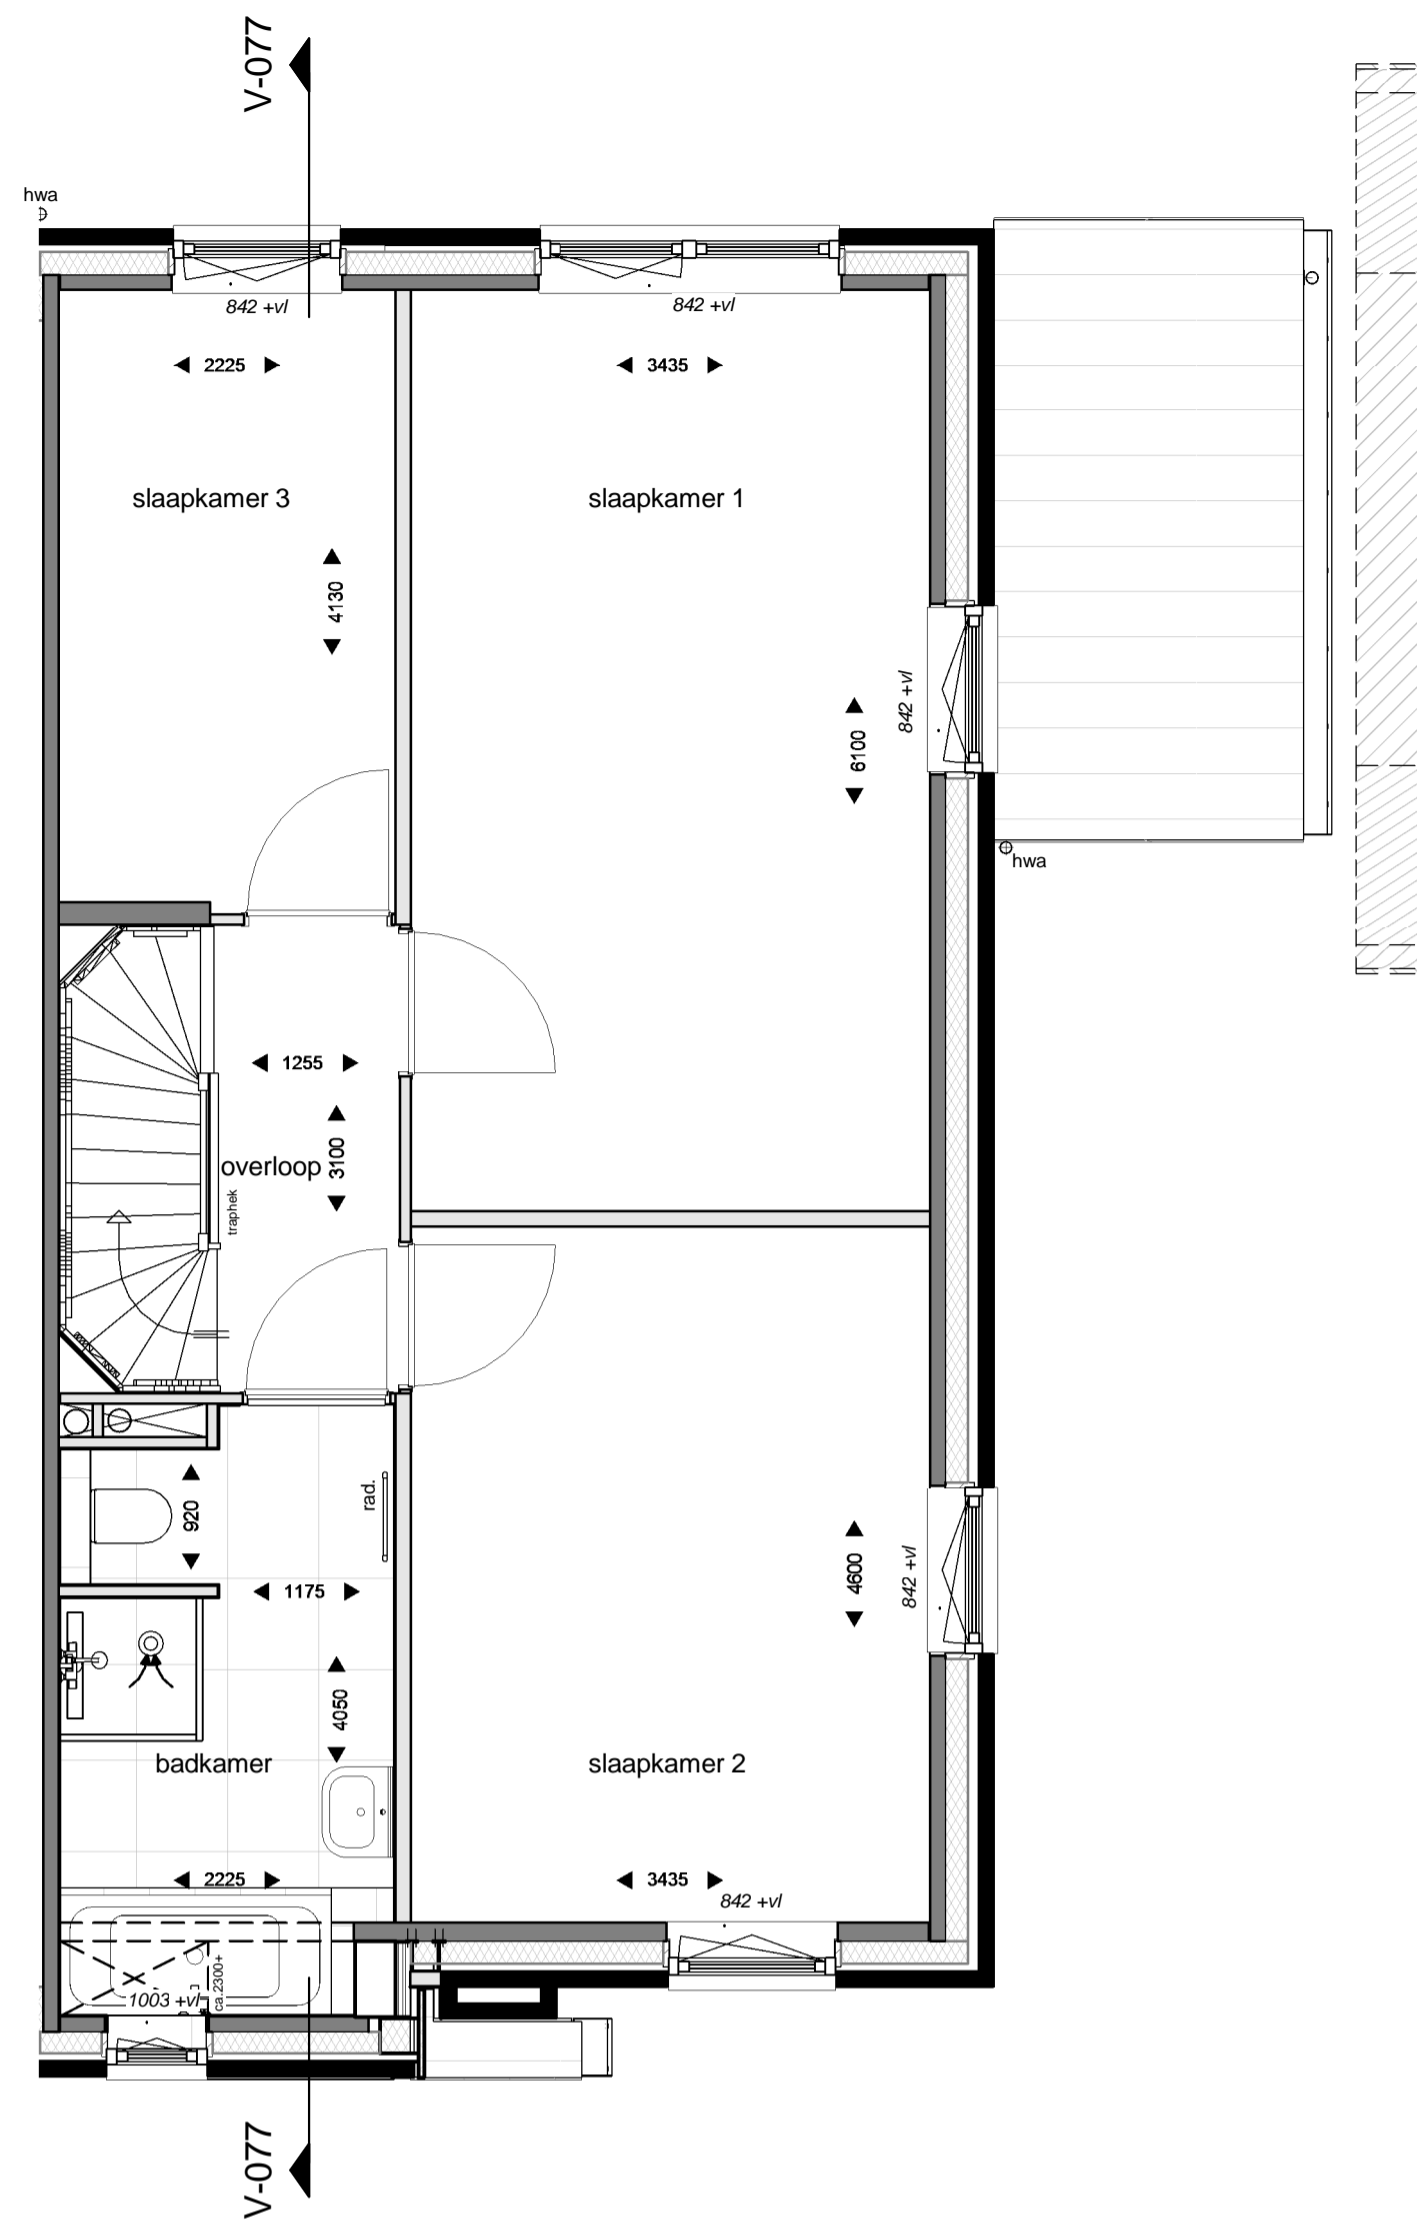 V-077
hwa
842 +vl
842 +vl
2225
3435
slaapkamer 3
slaapkamer 1
4130
842 +vl
6100
hwa
1255
3100
overloop
traphek
rad.
920
1175
4600
842 +vl
4050
badkamer
slaapkamer 2
2225
3435
842 +vl
ca.2300+
1003 +vl
V-077